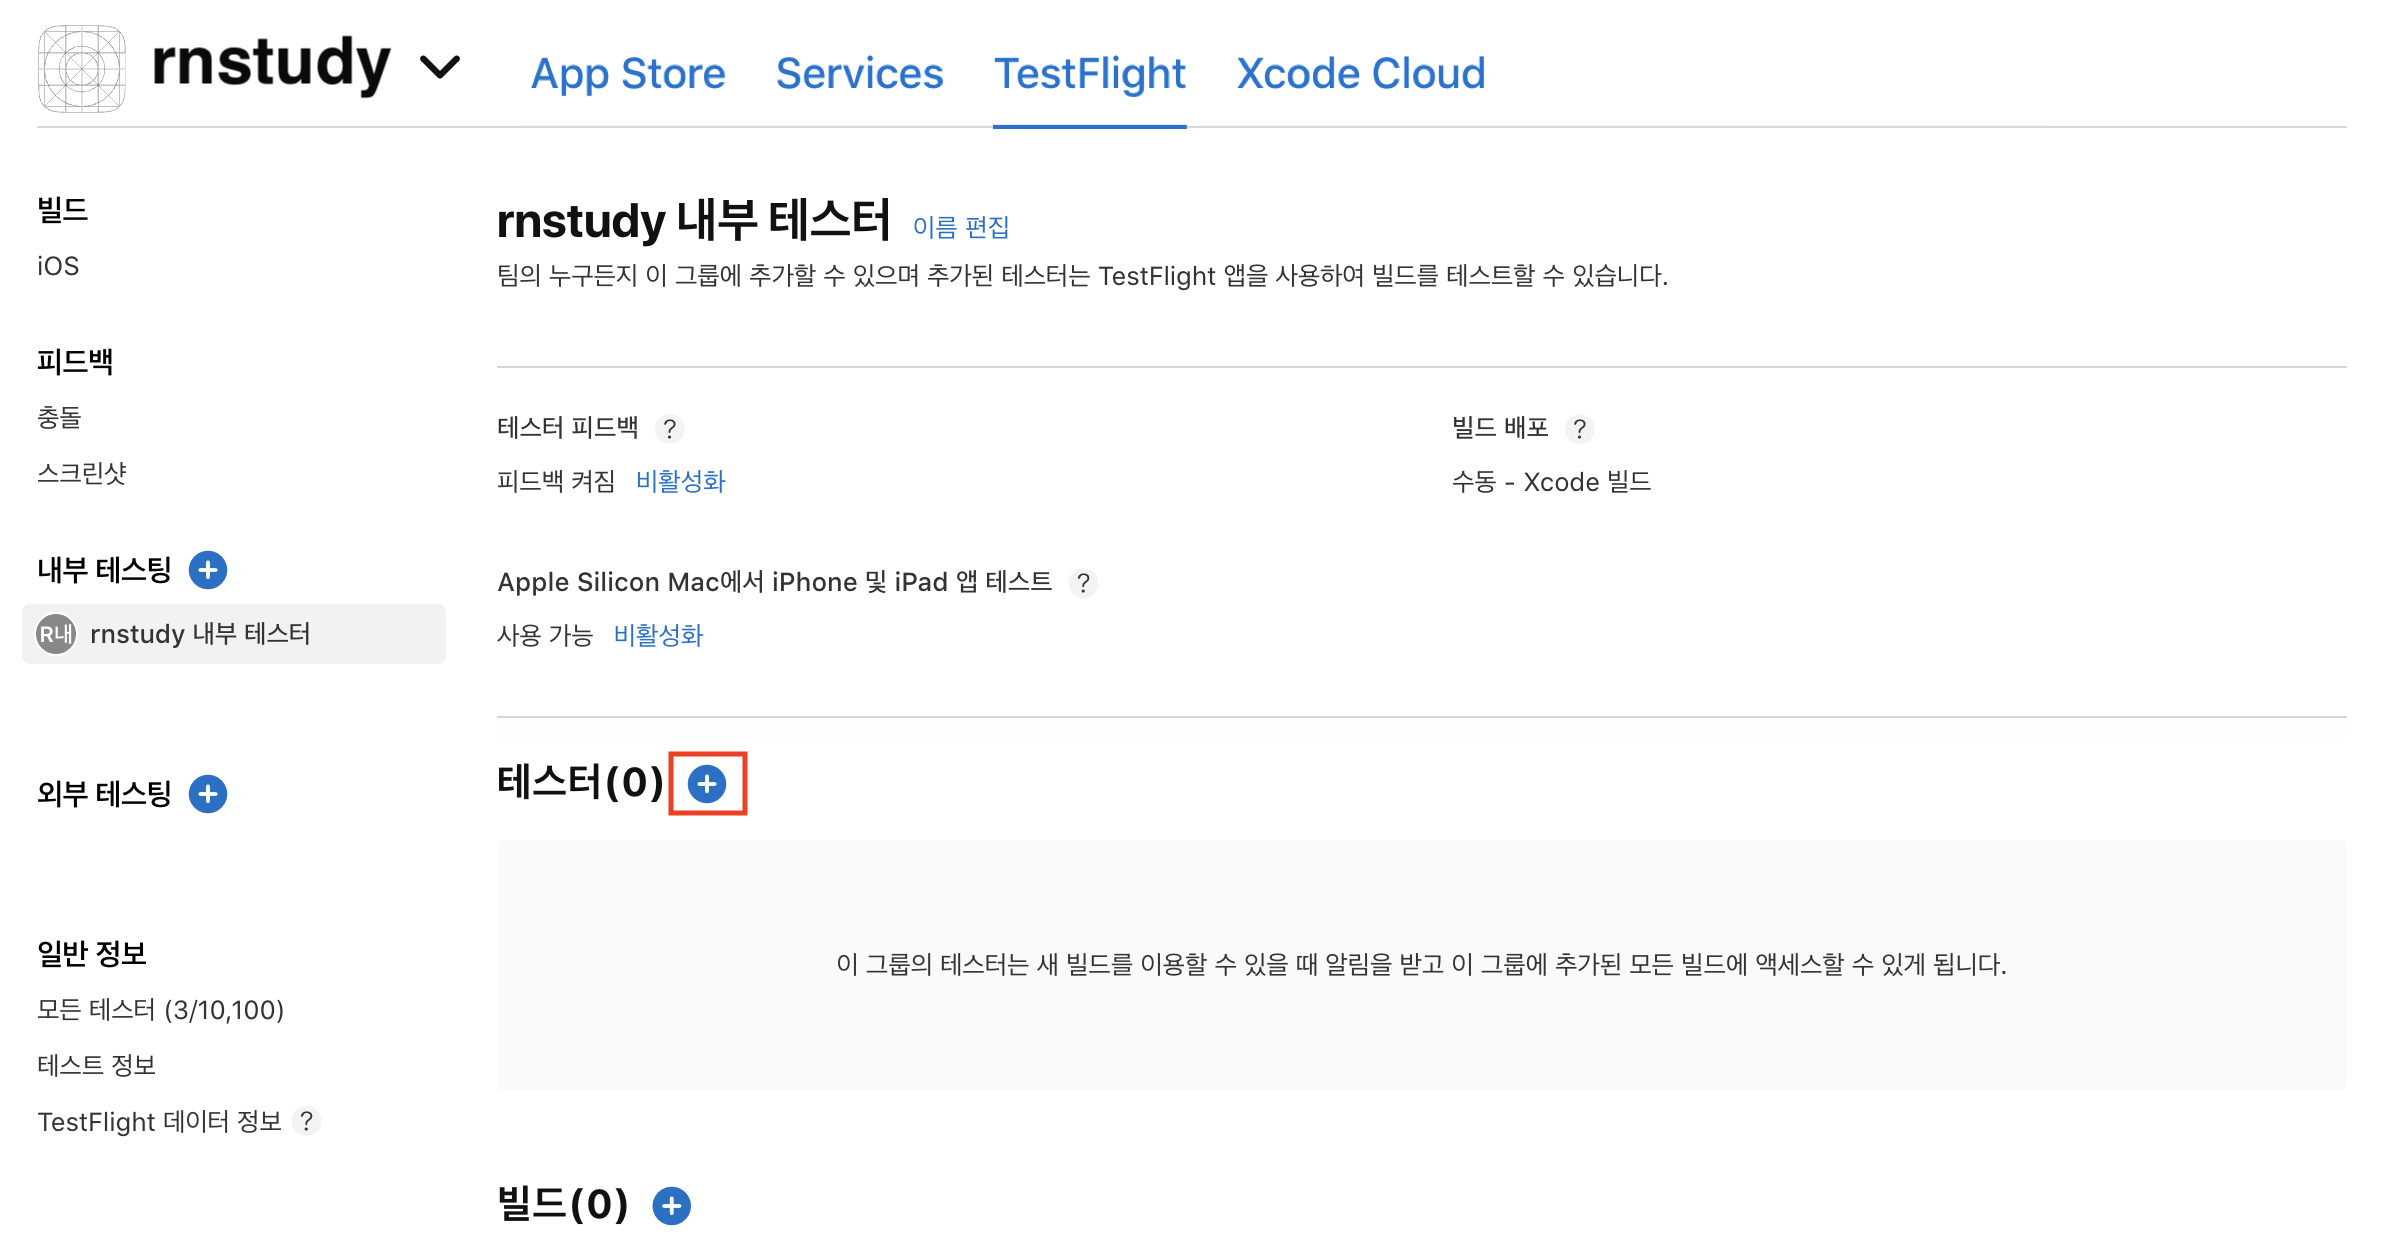 rnstudy
App Store Services TestFlight Xcode Cloud
빌드
iOS
피드백
충돌
스크린샷
내부 테스팅
R내 rnstudy 내부 테스터
외부 테스팅
일반 정보
모든 테스터 (3/10,100)
테스트 정보
TestFlight 데이터 정보 ?
rnstudy 내부 테스터 이름 편집
팀의 누구든지 이 그룹에 추가할 수 있으며 추가된 테스터는 TestFlight 앱을 사용하여 빌드를 테스트할 수 있습니다.
테스터 피드백 ?
피드백 켜짐 비활성화
빌드 배포 ?
수동 - Xcode 빌드
Apple Silicon Mac에서 iPhone 및 iPad 앱 테스트 ?
사용 가능 비활성화
테스터(0)
이 그룹의 테스터는 새 빌드를 이용할 수 있을 때 알림을 받고 이 그룹에 추가된 모든 빌드에 액세스할 수 있게 됩니다.
빌드(0)